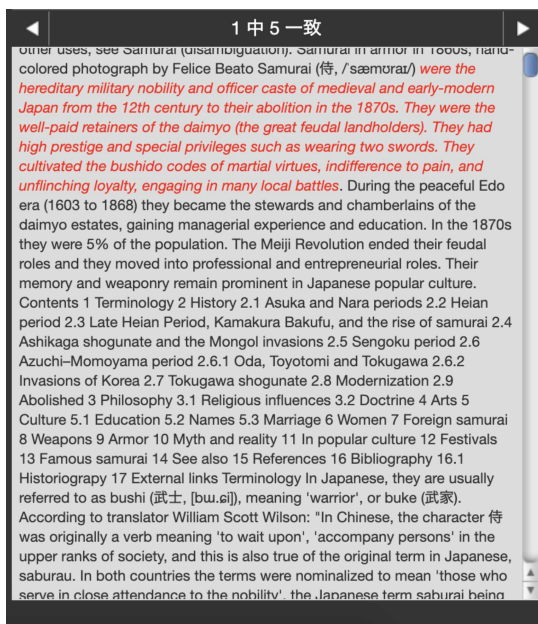 1 中 5 一致
other uses, see Samurai (disambiguation). Samurai in armor in 1860s, hand-
colored photograph by Felice Beato Samurai (侍, /ˈsæmʊraɪ/) were the
hereditary military nobility and officer caste of medieval and early-modern
Japan from the 12th century to their abolition in the 1870s. They were the
well-paid retainers of the daimyo (the great feudal landholders). They had
high prestige and special privileges such as wearing two swords. They
cultivated the bushido codes of martial virtues, indifference to pain, and
unflinching loyalty, engaging in many local battles. During the peaceful Edo
era (1603 to 1868) they became the stewards and chamberlains of the
daimyo estates, gaining managerial experience and education. In the 1870s
they were 5% of the population. The Meiji Revolution ended their feudal
roles and they moved into professional and entrepreneurial roles. Their
memory and weaponry remain prominent in Japanese popular culture.
Contents 1 Terminology 2 History 2.1 Asuka and Nara periods 2.2 Heian
period 2.3 Late Heian Period, Kamakura Bakufu, and the rise of samurai 2.4
Ashikaga shogunate and the Mongol invasions 2.5 Sengoku period 2.6
Azuchi–Momoyama period 2.6.1 Oda, Toyotomi and Tokugawa 2.6.2
Invasions of Korea 2.7 Tokugawa shogunate 2.8 Modernization 2.9
Abolished 3 Philosophy 3.1 Religious influences 3.2 Doctrine 4 Arts 5
Culture 5.1 Education 5.2 Names 5.3 Marriage 6 Women 7 Foreign samurai
8 Weapons 9 Armor 10 Myth and reality 11 In popular culture 12 Festivals
13 Famous samurai 14 See also 15 References 16 Bibliography 16.1
Historiograpy 17 External links Terminology In Japanese, they are usually
referred to as bushi (武士, [bɯ.ɕi]), meaning 'warrior', or buke (武家).
According to translator William Scott Wilson: "In Chinese, the character 侍
was originally a verb meaning 'to wait upon', 'accompany persons' in the
upper ranks of society, and this is also true of the original term in Japanese,
saburau. In both countries the terms were nominalized to mean 'those who
serve in close attendance to the nobility', the Japanese term saburai being